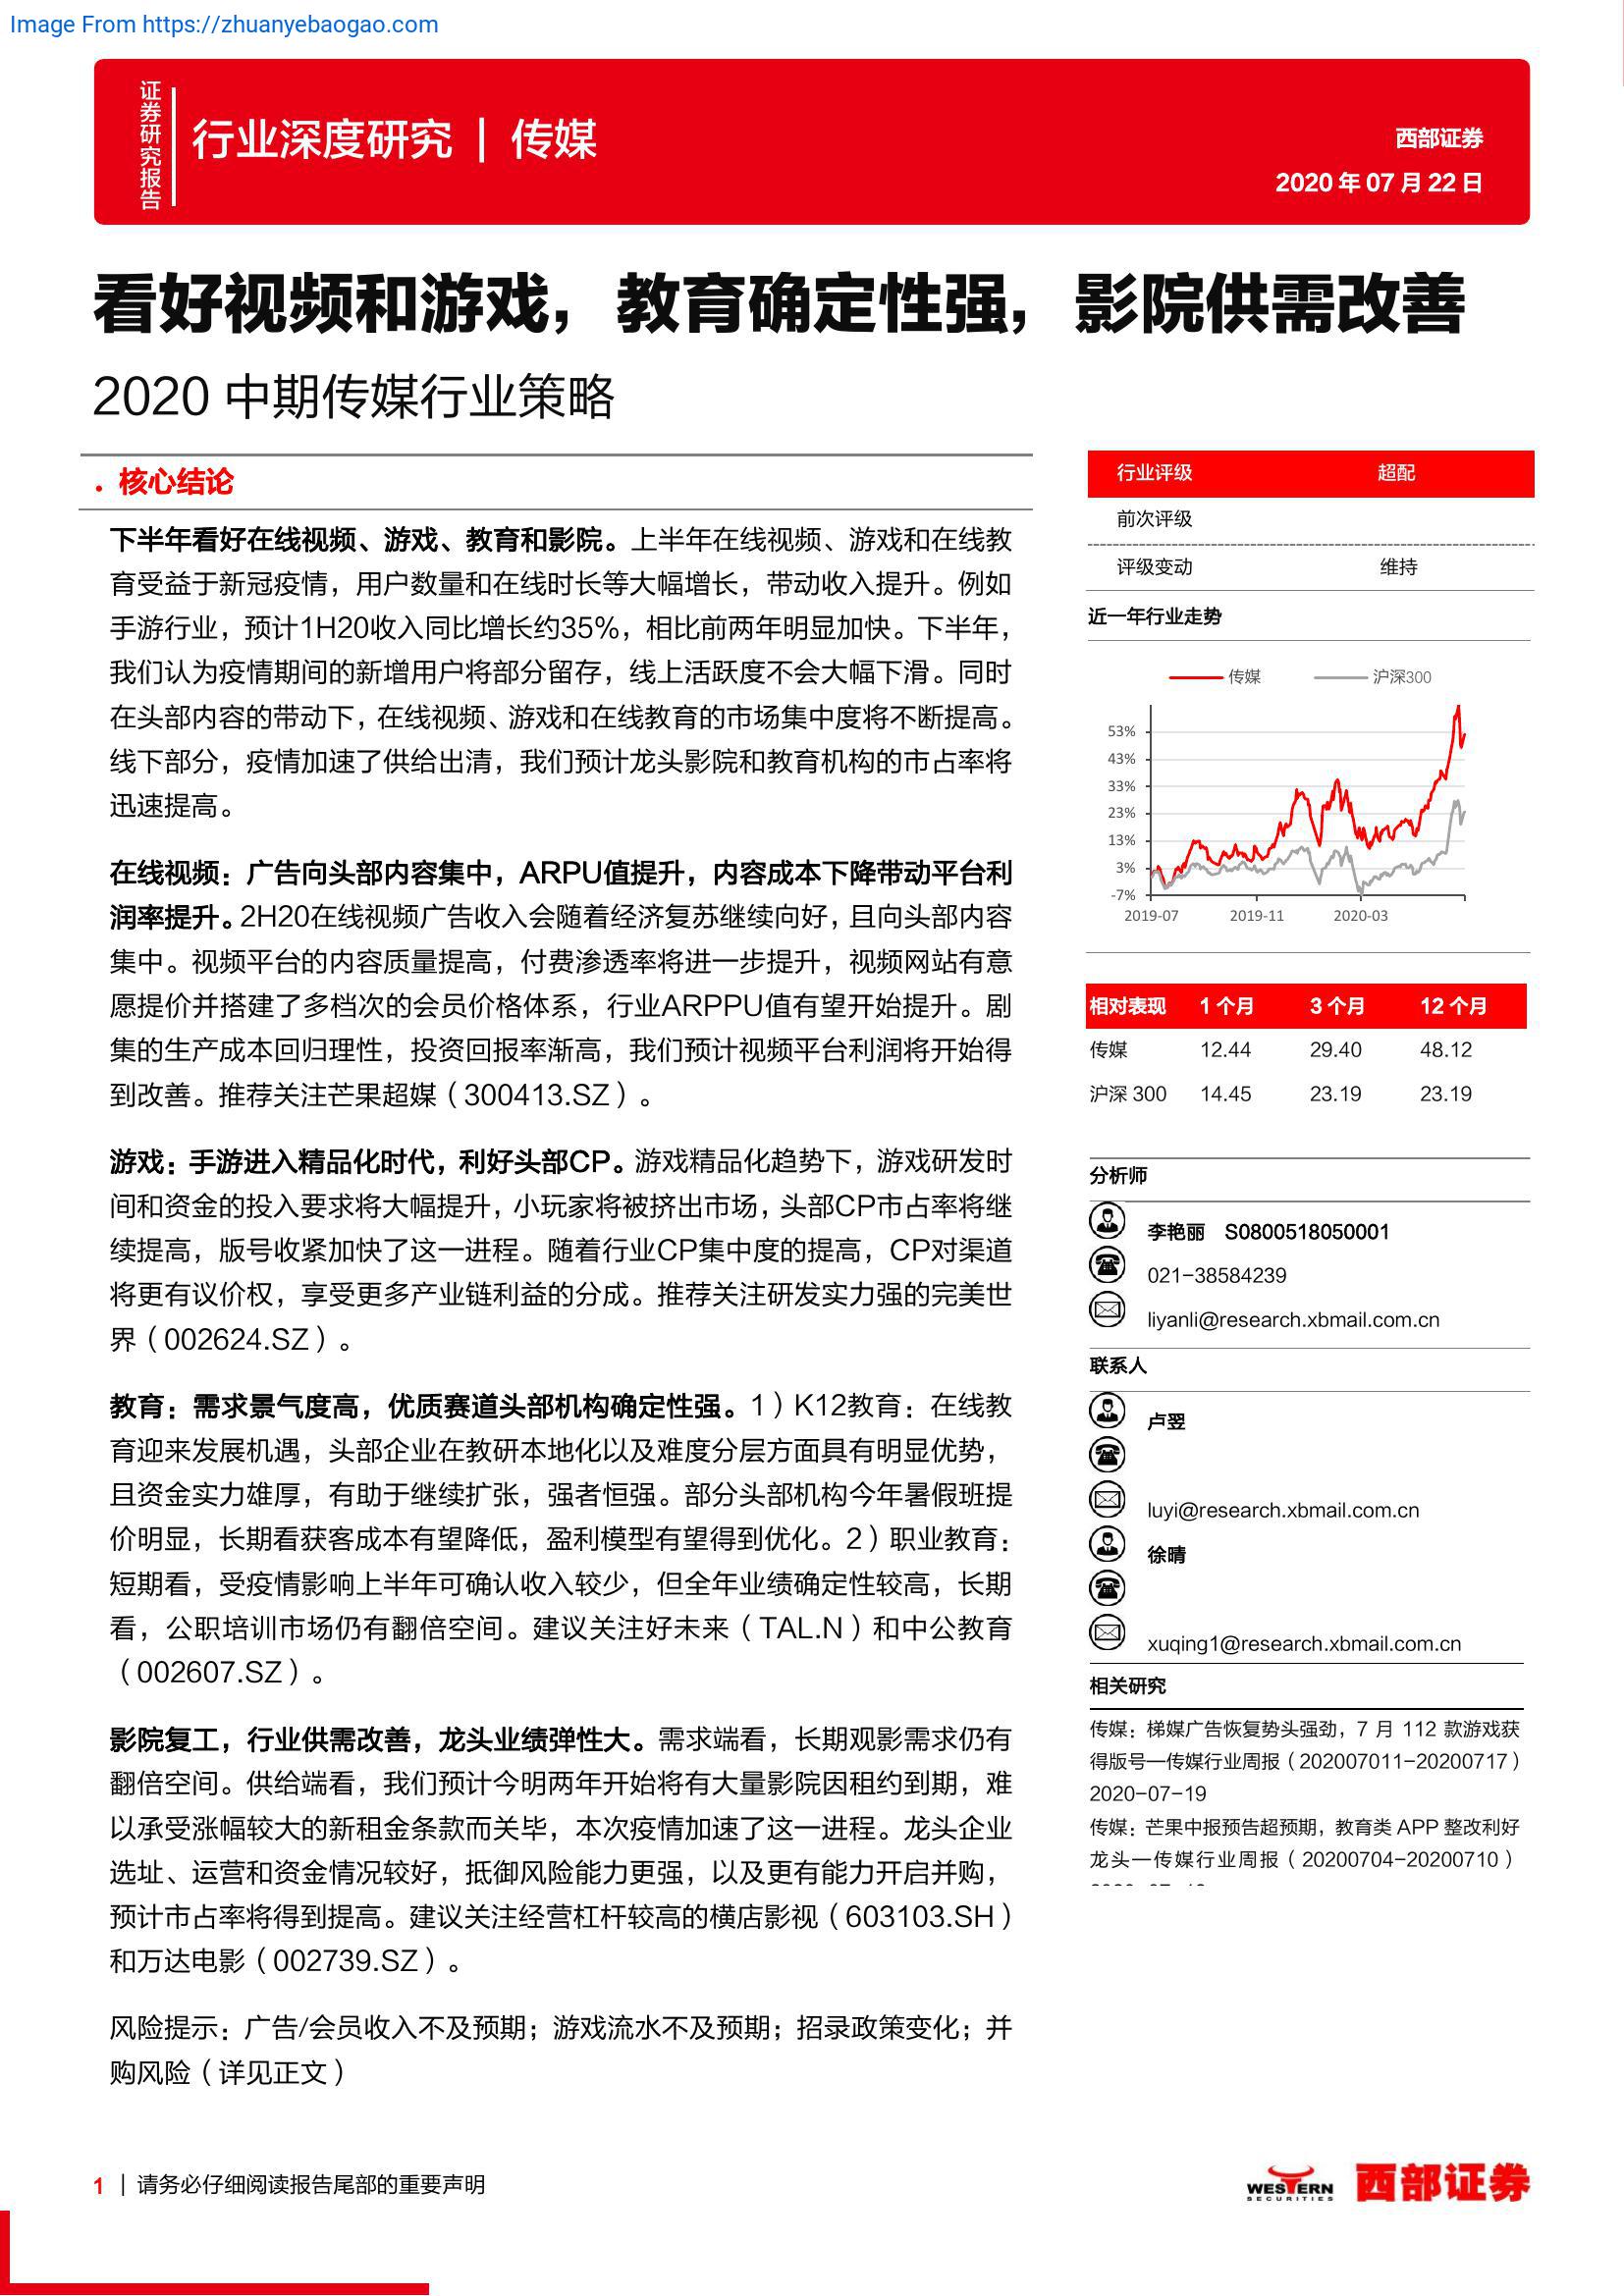 Image From https://zhuanyebaogao.com
证券研究报告
行业深度研究 | 传媒
西部证券
2020 年 07 月 22 日
看好视频和游戏，教育确定性强，影院供需改善
2020 中期传媒行业策略
• 核心结论
下半年看好在线视频、游戏、教育和影院。上半年在线视频、游戏和在线教
育受益于新冠疫情，用户数量和在线时长等大幅增长，带动收入提升。例如
手游行业，预计1H20收入同比增长约35%，相比前两年明显加快。下半年，
我们认为疫情期间的新增用户将部分留存，线上活跃度不会大幅下滑。同时
在头部内容的带动下，在线视频、游戏和在线教育的市场集中度将不断提高。
线下部分，疫情加速了供给出清，我们预计龙头影院和教育机构的市占率将
迅速提高。
在线视频：广告向头部内容集中，ARPU值提升，内容成本下降带动平台利
润率提升。2H20在线视频广告收入会随着经济复苏继续向好，且向头部内容
集中。视频平台的内容质量提高，付费渗透率将进一步提升，视频网站有意
愿提价并搭建了多档次的会员价格体系，行业ARPPU值有望开始提升。剧
集的生产成本回归理性，投资回报率渐高，我们预计视频平台利润将开始得
到改善。推荐关注芒果超媒（300413.SZ）。
游戏：手游进入精品化时代，利好头部CP。游戏精品化趋势下，游戏研发时
间和资金的投入要求将大幅提升，小玩家将被挤出市场，头部CP市占率将继
续提高，版号收紧加快了这一进程。随着行业CP集中度的提高，CP对渠道
将更有议价权，享受更多产业链利益的分成。推荐关注研发实力强的完美世
界（002624.SZ）。
教育：需求景气度高，优质赛道头部机构确定性强。1）K12教育：在线教
育迎来发展机遇，头部企业在教研本地化以及难度分层方面具有明显优势，
且资金实力雄厚，有助于继续扩张，强者恒强。部分头部机构今年暑假班提
价明显，长期看获客成本有望降低，盈利模型有望得到优化。2）职业教育：
短期看，受疫情影响上半年可确认收入较少，但全年业绩确定性较高，长期
看，公职培训市场仍有翻倍空间。建议关注好未来（TAL.N）和中公教育
（002607.SZ）。
影院复工，行业供需改善，龙头业绩弹性大。需求端看，长期观影需求仍有
翻倍空间。供给端看，我们预计今明两年开始将有大量影院因租约到期，难
以承受涨幅较大的新租金条款而关毕，本次疫情加速了这一进程。龙头企业
选址、运营和资金情况较好，抵御风险能力更强，以及更有能力开启并购，
预计市占率将得到提高。建议关注经营杠杆较高的横店影视（603103.SH）
和万达电影（002739.SZ）。
风险提示：广告/会员收入不及预期；游戏流水不及预期；招录政策变化；并
购风险（详见正文）
行业评级 超配
前次评级
评级变动 维持
近一年行业走势
传媒 沪深300
53%
43%
33%
23%
13%
3%
-7%
2019-07 2019-11 2020-03
相对表现 1 个月 3 个月 12 个月
传媒 12.44 29.40 48.12
沪深 300 14.45 23.19 23.19
分析师
李艳丽 S0800518050001
021-38584239
liyanli@research.xbmail.com.cn
联系人
卢翌
luyi@research.xbmail.com.cn
徐晴
xuqing1@research.xbmail.com.cn
相关研究
传媒：梯媒广告恢复势头强劲，7 月 112 款游戏获
得版号—传媒行业周报（202007011-20200717）
2020-07-19
传媒：芒果中报预告超预期，教育类 APP 整改利好
龙头—传媒行业周报（20200704-20200710）
1 | 请务必仔细阅读报告尾部的重要声明
WESTERN
SECURITIES
西部证券